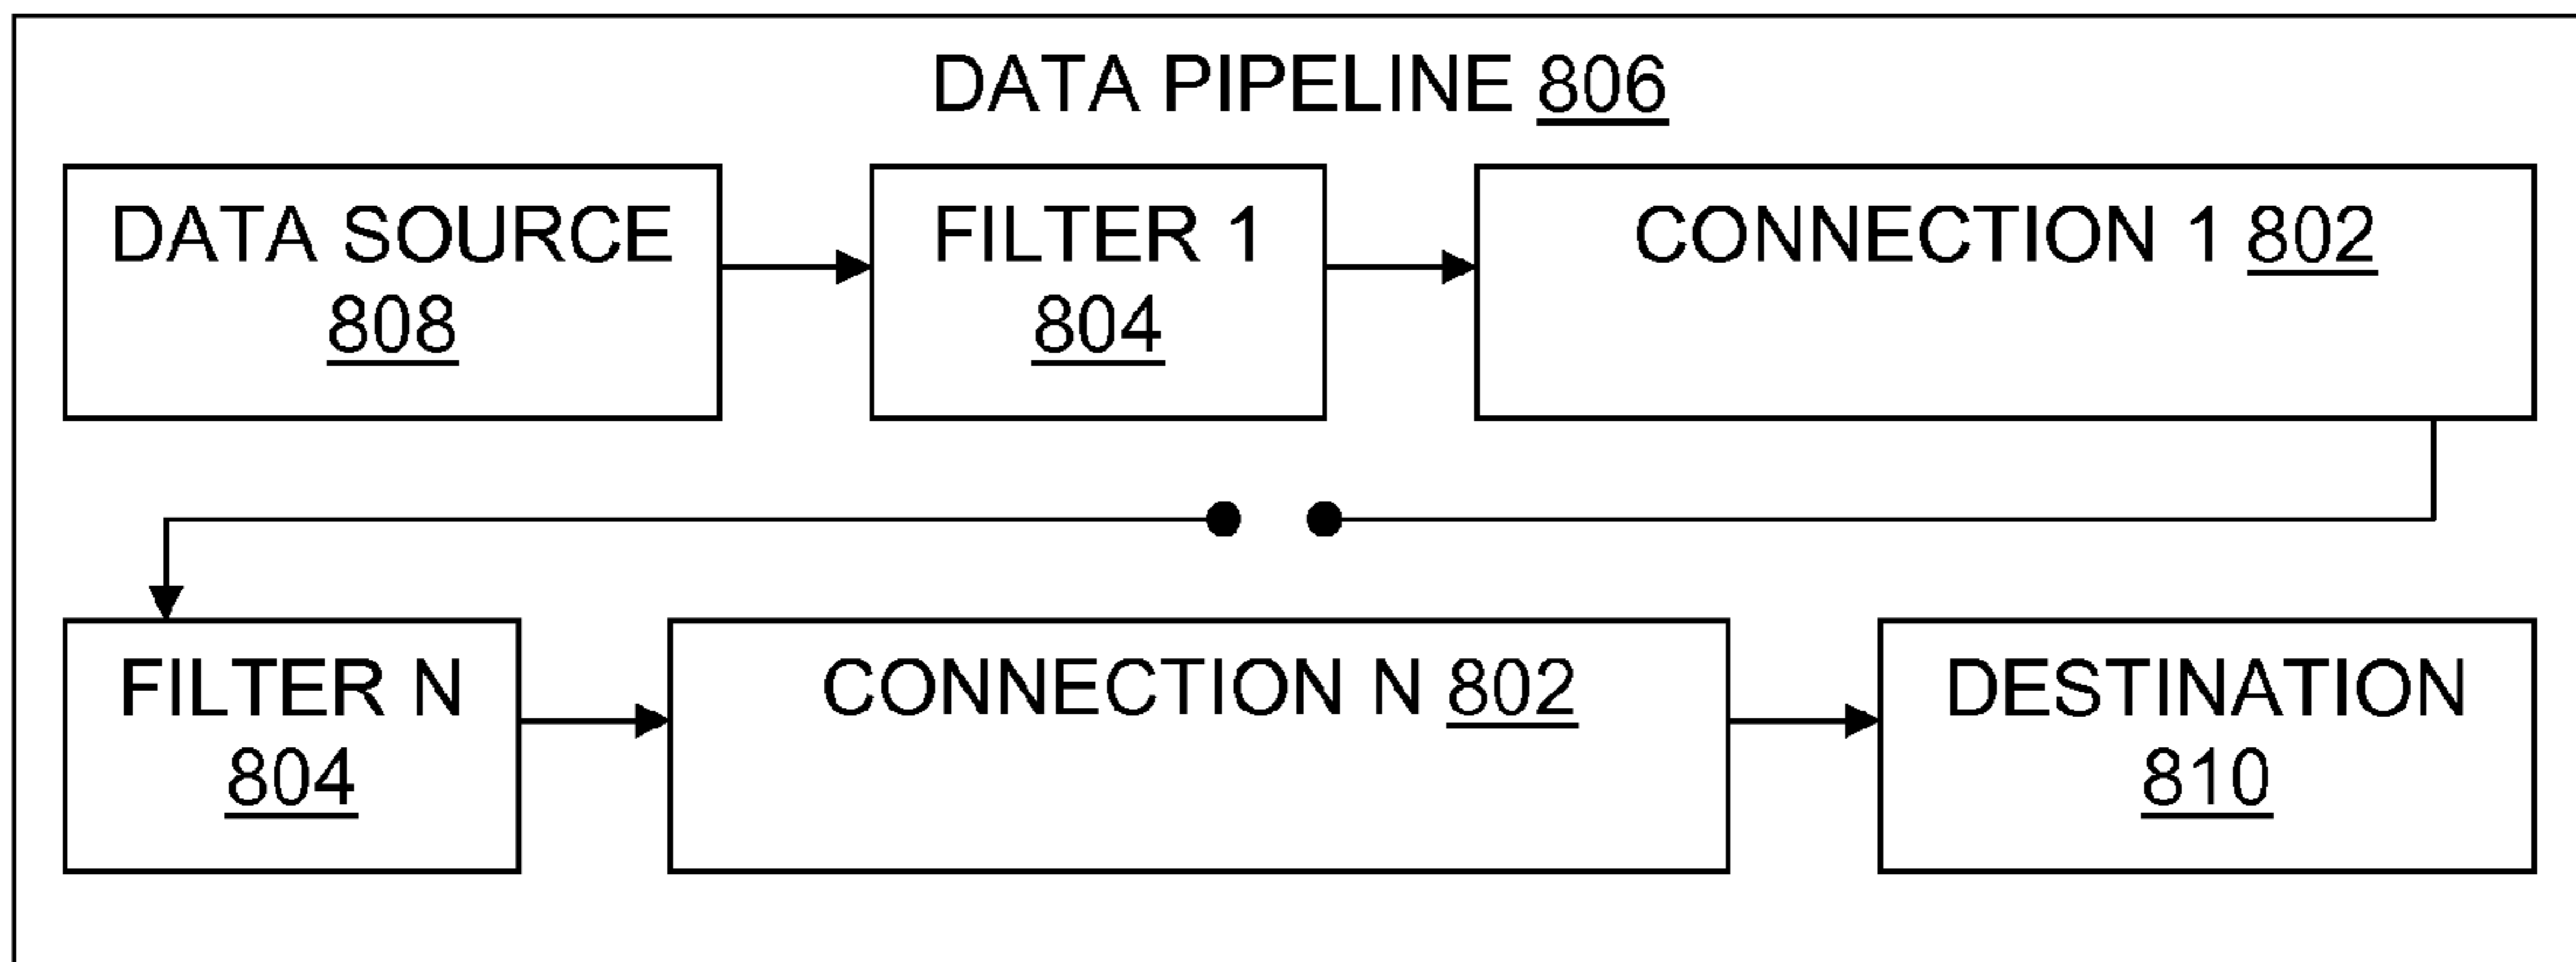 DATA PIPELINE 806
DATA SOURCE
808
FILTER 1
804
CONNECTION 1 802
FILTER N
804
CONNECTION N 802
DESTINATION
810